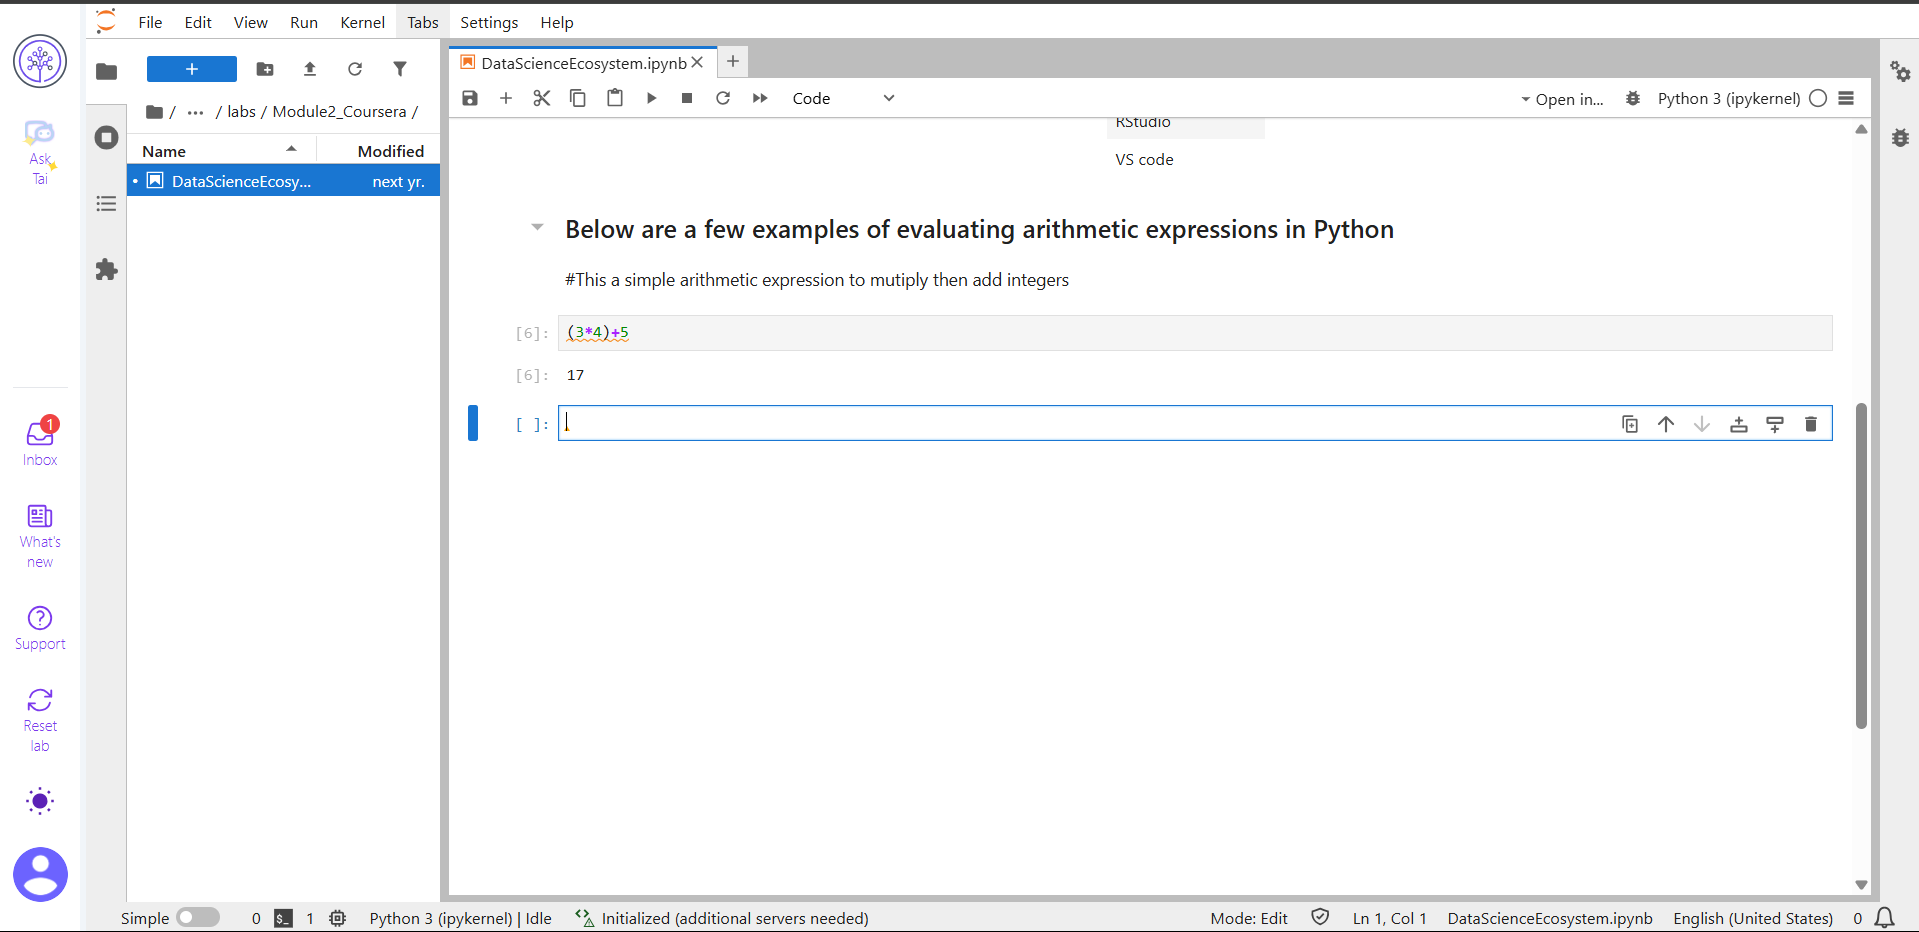 File Edit View Run Kernel Tabs Settings Help
Ask
Tai
1
Inbox
What's
new
Support
Reset
lab
+
/ ... / labs / Module2_Coursera /
Name Modified
• DataScienceEcosy... next yr.
DataScienceEcosystem.ipynb × +
Code
Open in...
Python 3 (ipykernel)
RStudio
VS code
Below are a few examples of evaluating arithmetic expressions in Python
#This a simple arithmetic expression to mutiply then add integers
[6]: (3*4)+5
[6]: 17
[ ]:
Simple 0 $_ 1 Python 3 (ipykernel) | Idle Initialized (additional servers needed) Mode: Edit Ln 1, Col 1 DataScienceEcosystem.ipynb English (United States) 0